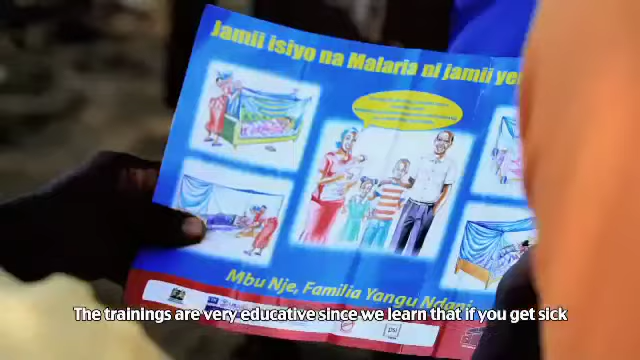 Jamii isiyo na Malaria ni jamii
Mbu Nje, Familia Yangu Ndani
The trainings are very educative since we learn that if you get sick